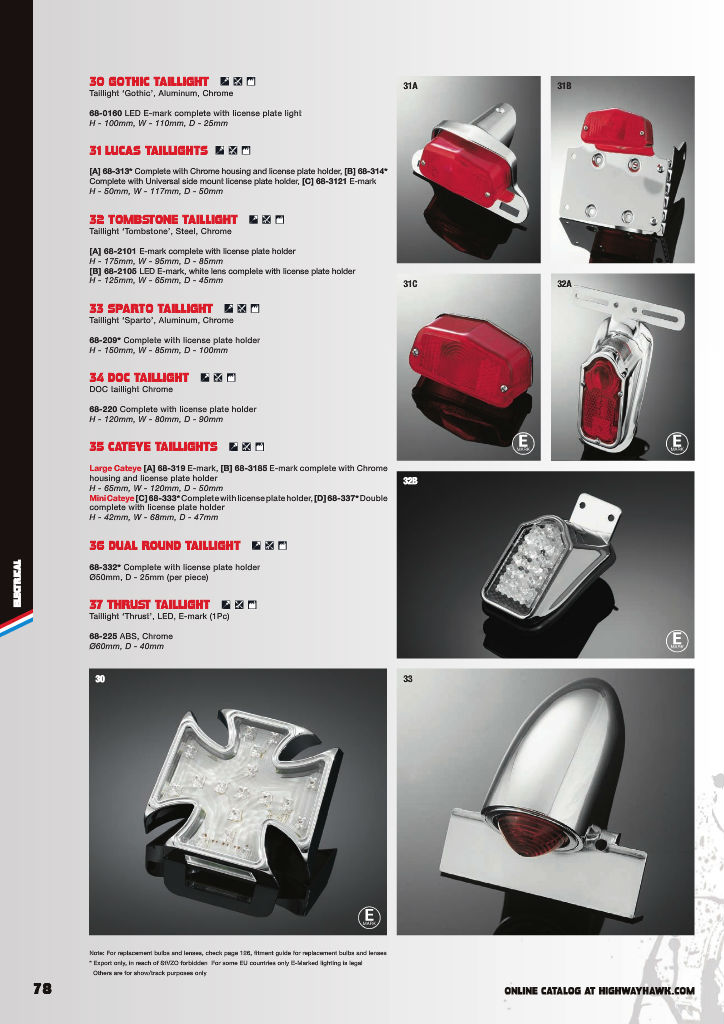 30 GOTHIC TAILLIGHT
Taillight ‘Gothic’, Aluminum, Chrome
68-0160 LED E-mark complete with license plate light
H - 100mm, W - 110mm, D - 25mm
31 LUCAS TAILLIGHTS
[A] 68-313* Complete with Chrome housing and license plate holder, [B] 68-314*
Complete with Universal side mount license plate holder, [C] 68-3121 E-mark
H - 50mm, W - 117mm, D - 50mm
32 TOMBSTONE TAILLIGHT
Taillight ‘Tombstone’, Steel, Chrome
[A] 68-2101 E-mark complete with license plate holder
H - 175mm, W - 95mm, D - 85mm
[B] 68-2105 LED E-mark, white lens complete with license plate holder
H - 125mm, W - 65mm, D - 45mm
33 SPARTO TAILLIGHT
Taillight ‘Sparto’, Aluminum, Chrome
68-209* Complete with license plate holder
H - 150mm, W - 85mm, D - 100mm
34 DOC TAILLIGHT
DOC taillight Chrome
68-220 Complete with license plate holder
H - 120mm, W - 80mm, D - 90mm
35 CATEYE TAILLIGHTS
Large Cateye [A] 68-319 E-mark, [B] 68-3185 E-mark complete with Chrome
housing and license plate holder
H - 65mm, W - 120mm, D - 50mm
Mini Cateye [C] 68-333* Complete with license plate holder, [D] 68-337* Double
complete with license plate holder
H - 42mm, W - 68mm, D - 47mm
36 DUAL ROUND TAILLIGHT
68-332* Complete with license plate holder
Ø50mm, D - 25mm (per piece)
37 THRUST TAILLIGHT
Taillight ‘Thrust’, LED, E-mark (1Pc)
68-225 ABS, Chrome
Ø60mm, D - 40mm
31A
31B
31C
E
MARK
32A
E
MARK
32B
E
MARK
30
E
MARK
33
ELECTRICAL
Note: For replacement bulbs and lenses, check page 126, fitment guide for replacement bulbs and lenses
* Export only, in reach of StVZO forbidden For some EU countries only E-Marked lighting is legal
Others are for show/track purposes only
78
ONLINE CATALOG AT HIGHWAYHAWK.COM